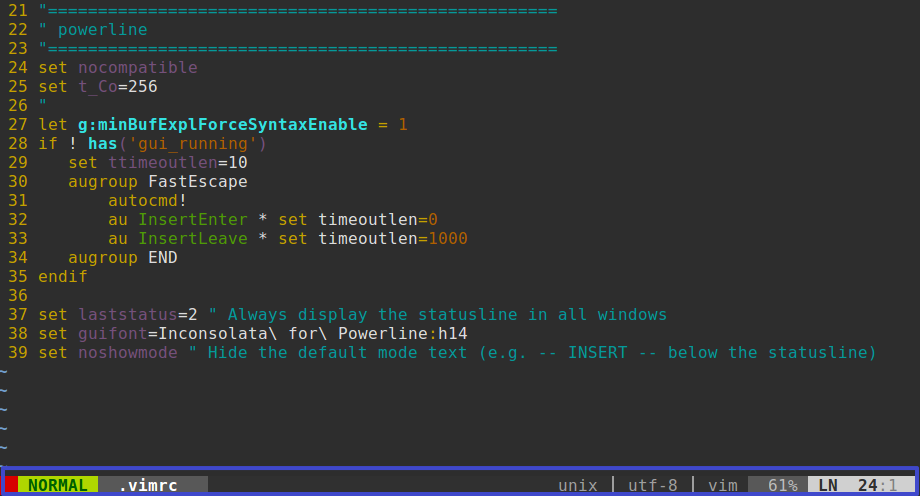 21 "===================================================
22 " powerline
23 "===================================================
24 set nocompatible
25 set t_Co=256
26 "
27 let g:minBufExplForceSyntaxEnable = 1
28 if ! has('gui_running')
29    set ttimeoutlen=10
30    augroup FastEscape
31        autocmd!
32        au InsertEnter * set timeoutlen=0
33        au InsertLeave * set timeoutlen=1000
34    augroup END
35 endif
36
37 set laststatus=2 " Always display the statusline in all windows
38 set guifont=Inconsolata\ for\ Powerline:h14
39 set noshowmode " Hide the default mode text (e.g. -- INSERT -- below the statusline)
~
~
~
~
~
~
NORMAL .vimrc unix | utf-8 | vim 61% LN 24:1